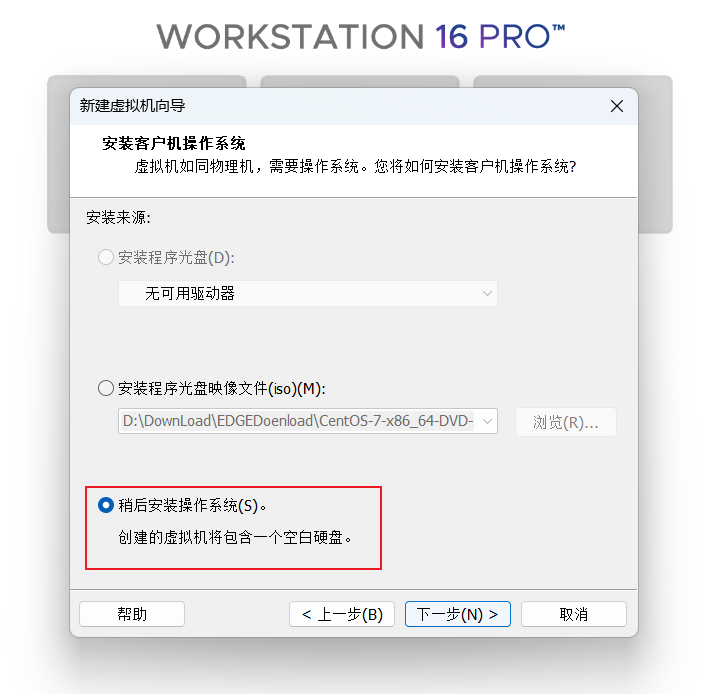 WORKSTATION 16 PRO™
新建虚拟机向导
安装客户机操作系统
虚拟机如同物理机，需要操作系统。您将如何安装客户机操作系统?
安装来源:
安装程序光盘(D):
无可用驱动器
安装程序光盘映像文件(iso)(M):
D:\DownLoad\EDGEDoenload\CentOS-7-x86_64-DVD-
浏览(R)...
稍后安装操作系统(S)。
创建的虚拟机将包含一个空白硬盘。
帮助
< 上一步(B)
下一步(N) >
取消